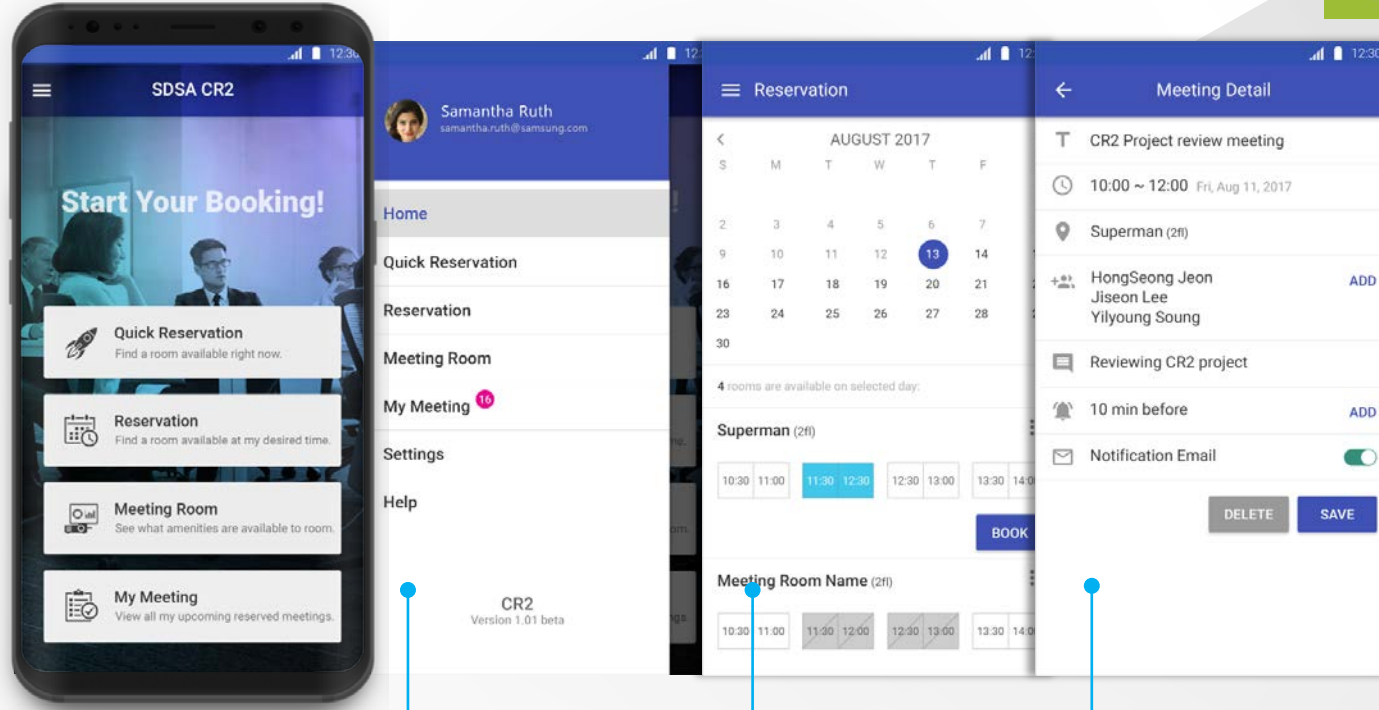 12:30
SDSA CR2
Start Your Booking!
Quick Reservation
Find a room available right now.
Reservation
Find a room available at my desired time.
Meeting Room
See what amenities are available to room.
My Meeting
View all my upcoming reserved meetings.
12:
Samantha Ruth
samantha.ruth@samsung.com
Home
Quick Reservation
Reservation
Meeting Room
My Meeting 16
Settings
Help
CR2
Version 1.01 beta
12:
Reservation
AUGUST 2017
S M T W T F
2 3 4 5 6 7
9 10 11 12 13 14
16 17 18 19 20 21
23 24 25 26 27 28
30
4 rooms are available on selected day:
Superman (2fl)
10:30 11:00 11:30 12:30 12:30 13:00 13:30 14:0
BOOK
Meeting Room Name (2fl)
10:30 11:00 11:30 12:00 12:30 13:00 13:30 14:0
12:30
Meeting Detail
CR2 Project review meeting
10:00 ~ 12:00 Fri, Aug 11, 2017
Superman (2fl)
HongSeong Jeon ADD
Jiseon Lee
Yilyoung Soung
Reviewing CR2 project
10 min before ADD
Notification Email
DELETE SAVE